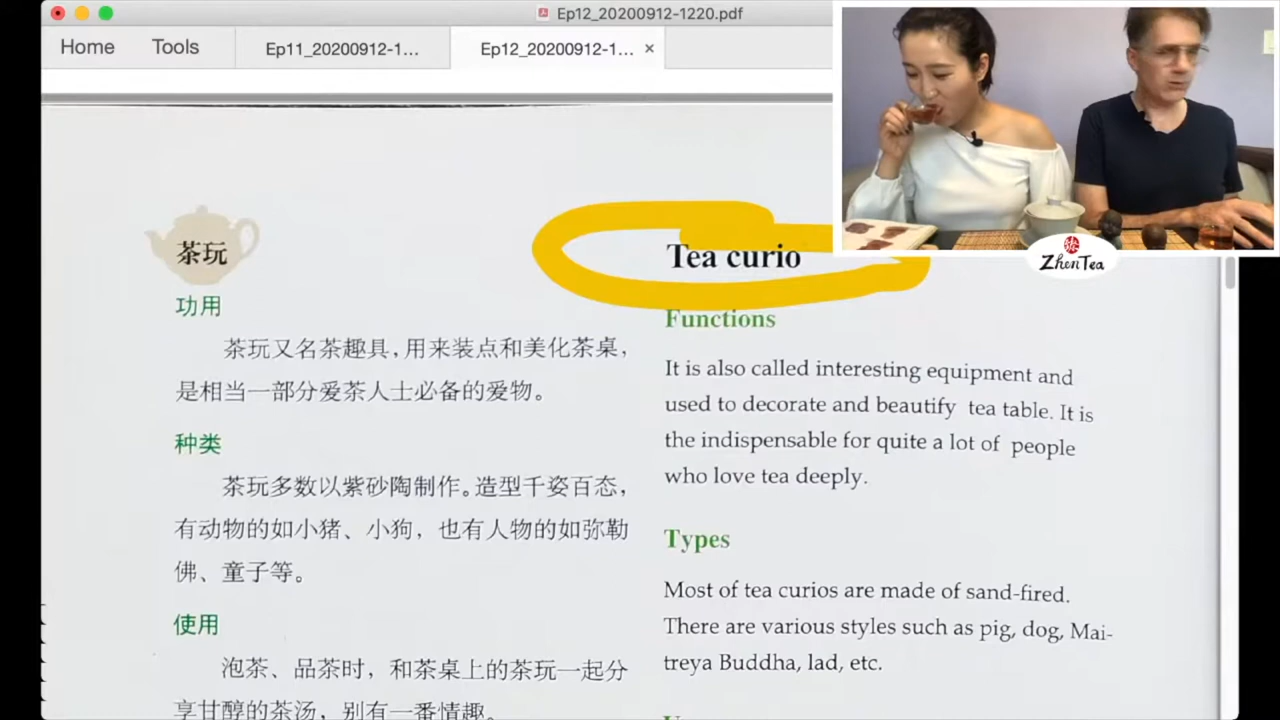 Ep12_20200912-1220.pdf
Home Tools Ep11_20200912-1... Ep12_20200912-1... ×
ZhenTea
茶玩
功用
茶玩又名茶趣具，用来装点和美化茶桌，
是相当一部分爱茶人士必备的爱物。
种类
茶玩多数以紫砂陶制作。造型千姿百态，
有动物的如小猪、小狗，也有人物的如弥勒
佛、童子等。
使用
泡茶、品茶时，和茶桌上的茶玩一起分
享甘醇的茶汤，别有一番情趣。
Tea curio
Functions
It is also called interesting equipment and
used to decorate and beautify tea table. It is
the indispensable for quite a lot of people
who love tea deeply.
Types
Most of tea curios are made of sand-fired.
There are various styles such as pig, dog, Mai-
treya Buddha, lad, etc.